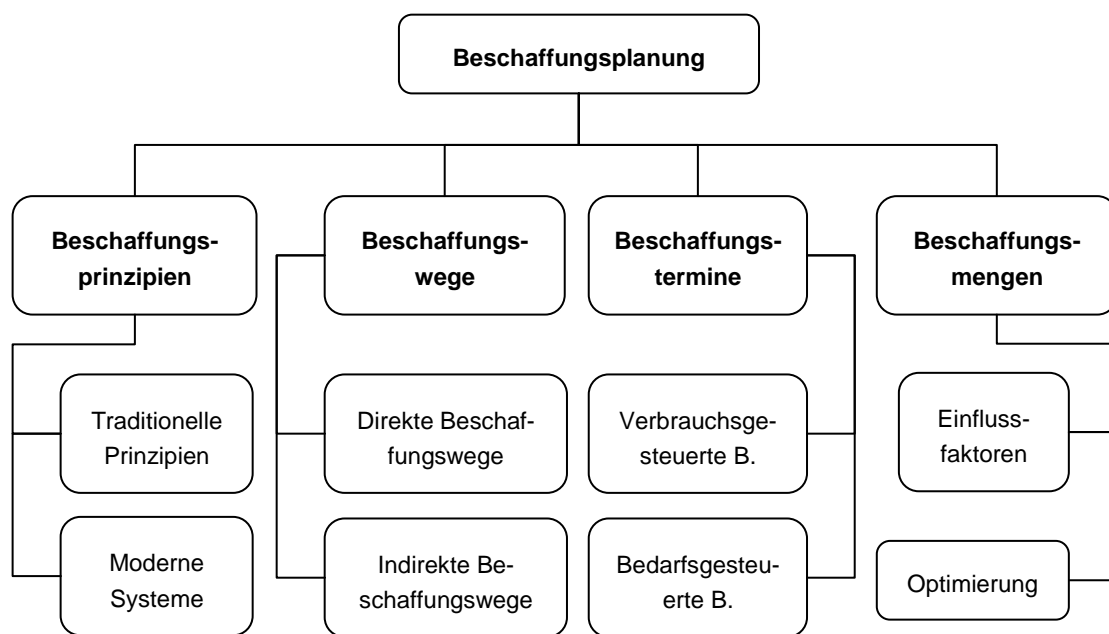 Beschaffungsplanung
Beschaffungs-
prinzipien
Beschaffungs-
wege
Beschaffungs-
termine
Beschaffungs-
mengen
Traditionelle
Prinzipien
Direkte Beschaf-
fungswege
Verbrauchsge-
steuerte B.
Einfluss-
faktoren
Moderne
Systeme
Indirekte Be-
schaffungswege
Bedarfsgesteu-
erte B.
Optimierung